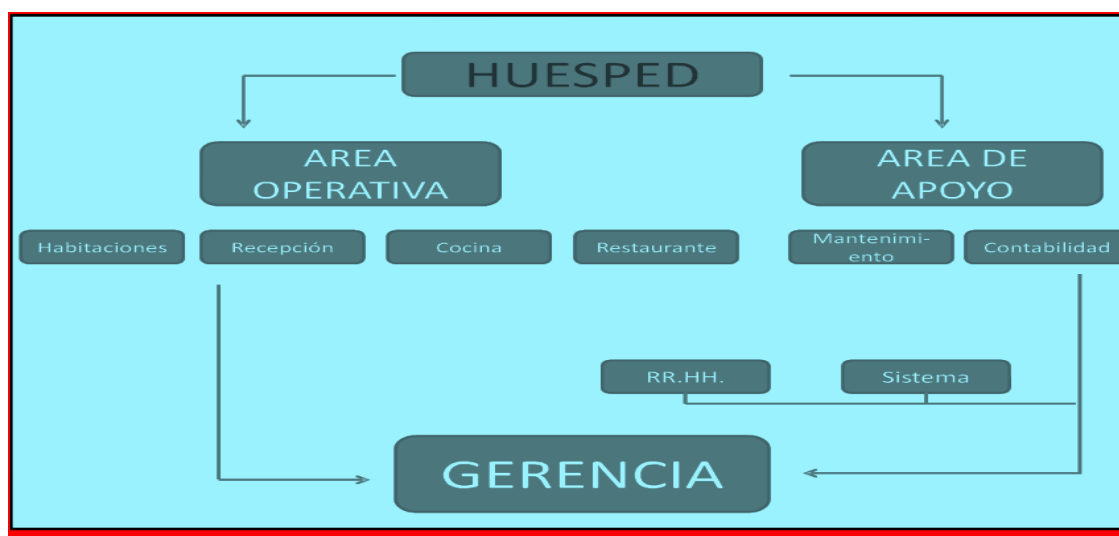 HUESPED
AREA
OPERATIVA
AREA DE
APOYO
Habitaciones
Recepción
Cocina
Restaurante
Mantenimi-
ento
Contabilidad
RR.HH.
Sistema
GERENCIA